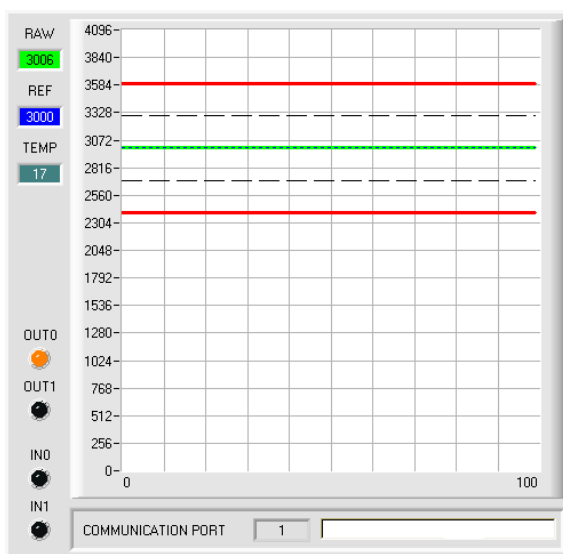 RAW
3006
REF
3000
TEMP
17
OUT0
OUT1
IN0
IN1
4096
3840
3584
3328
3072
2816
2560
2304
2048
1792
1536
1280
1024
768
512
256
0
0 100
COMMUNICATION PORT 1